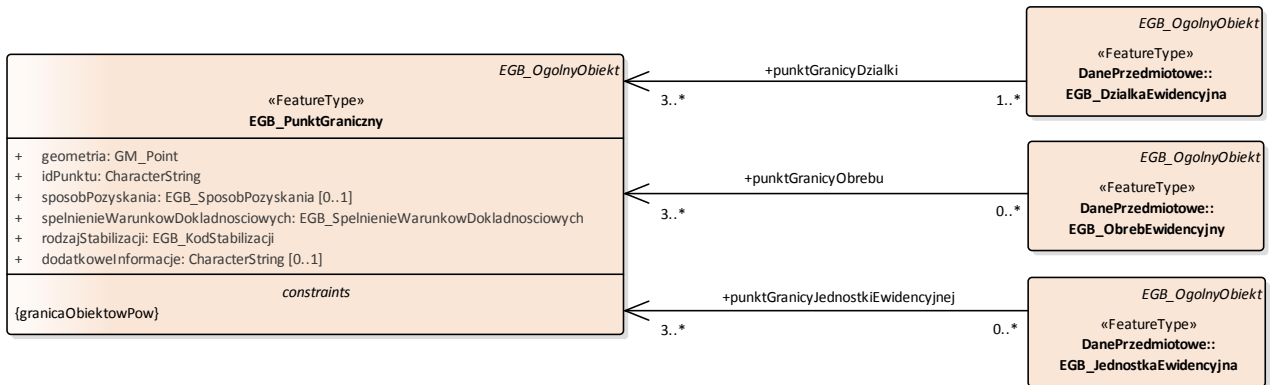 EGB_OgolnyObiekt
«FeatureType»
EGB_PunktGraniczny
+ geometria: GM_Point
+ idPunktu: CharacterString
+ sposobPozyskania: EGB_SposobPozyskania [0..1]
+ spelnienieWarunkowDokladnosciowych: EGB_SpelnienieWarunkowDokladnosciowych
+ rodzajStabilizacji: EGB_KodStabilizacji
+ dodatkoweInformacje: CharacterString [0..1]
constraints
{granicaObiektowPow}
+punktGranicyDzialki
3..* 1..*
EGB_OgolnyObiekt
«FeatureType»
DanePrzedmiotowe::
EGB_DzialkaEwidencyjna
+punktGranicyObrebu
3..* 0..*
EGB_OgolnyObiekt
«FeatureType»
DanePrzedmiotowe::
EGB_ObrebEwidencyjny
+punktGranicyJednostkiEwidencyjnej
3..* 0..*
EGB_OgolnyObiekt
«FeatureType»
DanePrzedmiotowe::
EGB_JednostkaEwidencyjna